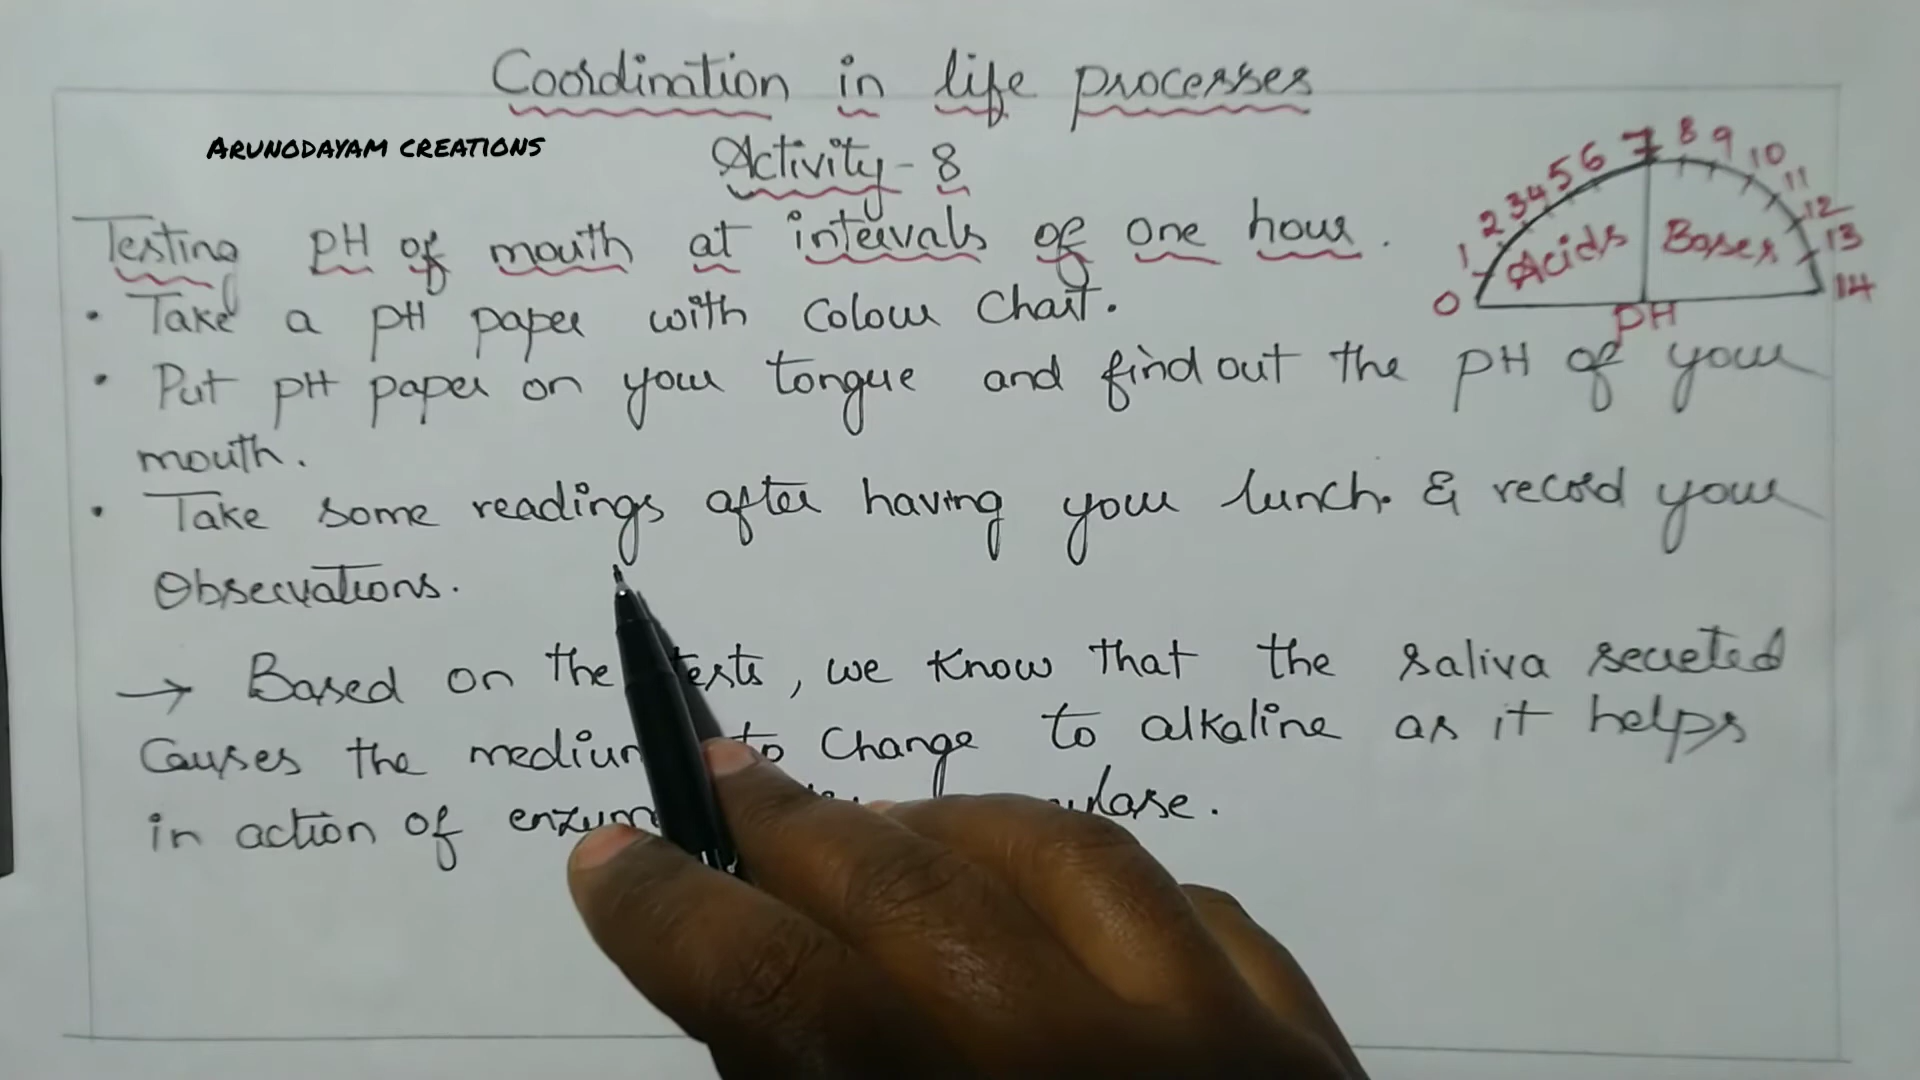 Coordination in life processes
ARUNODAYAM CREATIONS
Activity - 8
Testing pH of mouth at intervals of one hour.
• Take a pH paper with colour chart.
• Put pH paper on your tongue and find out the pH of your
mouth.
• Take some readings after having your lunch. & record your
Observations.
→ Based on the tests, we know that the saliva secreted
causes the medium to change to alkaline as it helps
in action of
0 1 2 3 4 5 6 7 8 9 10 11 12 13 14
Acids Bases
pH